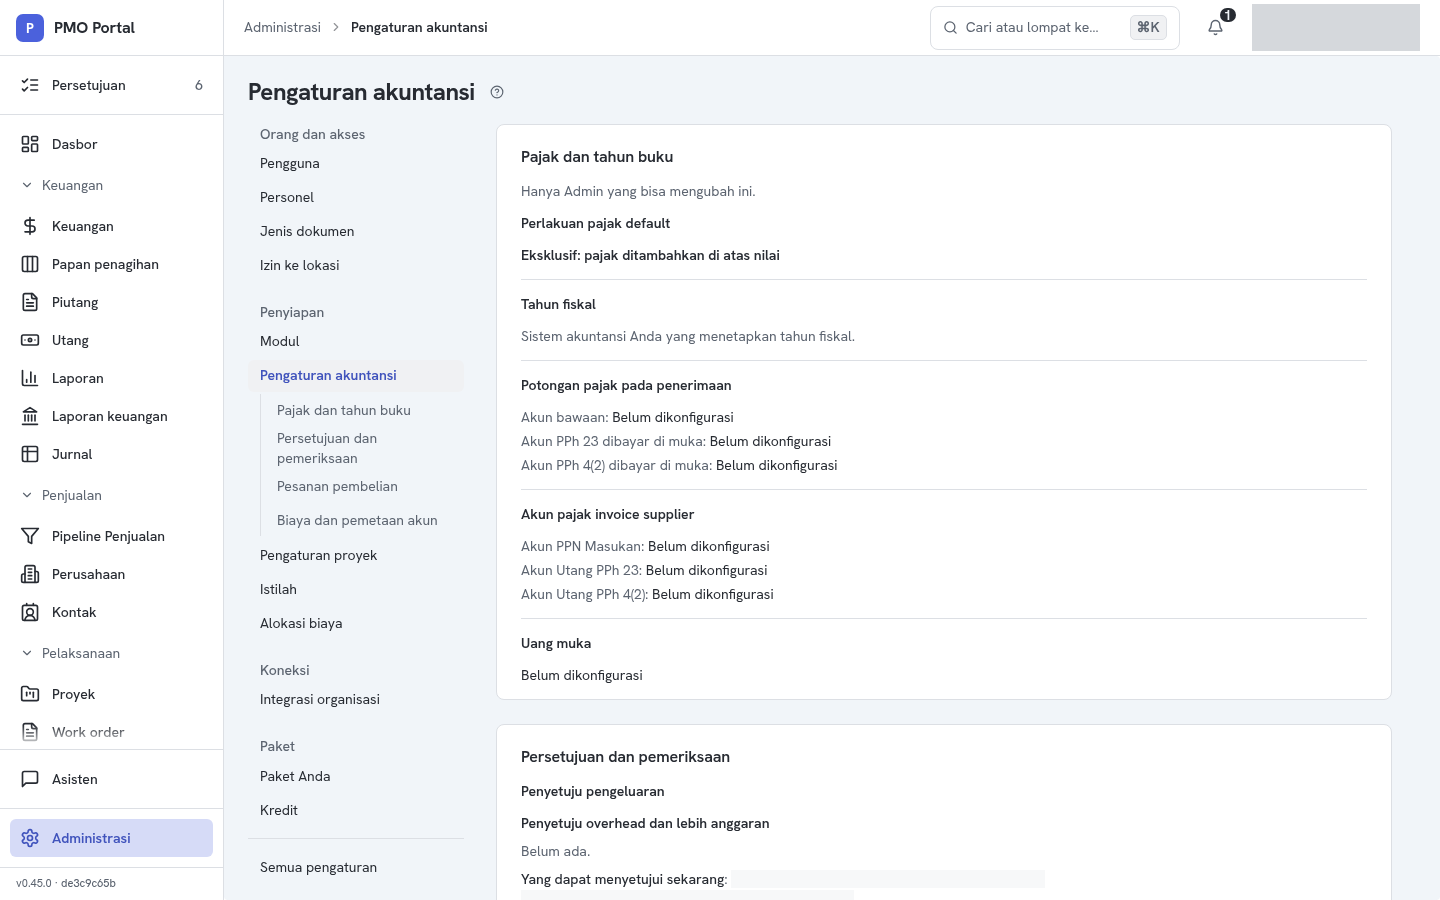 P PMO Portal
Administrasi > Pengaturan akuntansi
Cari atau lompat ke... ⌘K
1
Persetujuan 6
Dasbor
Keuangan
Keuangan
Papan penagihan
Piutang
Utang
Laporan
Laporan keuangan
Jurnal
Penjualan
Pipeline Penjualan
Perusahaan
Kontak
Pelaksanaan
Proyek
Work order
Asisten
Administrasi
v0.45.0 · de3c9c65b
Pengaturan akuntansi
Orang dan akses
Pengguna
Personel
Jenis dokumen
Izin ke lokasi
Penyiapan
Modul
Pengaturan akuntansi
Pajak dan tahun buku
Persetujuan dan
pemeriksaan
Pesanan pembelian
Biaya dan pemetaan akun
Pengaturan proyek
Istilah
Alokasi biaya
Koneksi
Integrasi organisasi
Paket
Paket Anda
Kredit
Semua pengaturan
Pajak dan tahun buku
Hanya Admin yang bisa mengubah ini.
Perlakuan pajak default
Eksklusif: pajak ditambahkan di atas nilai
Tahun fiskal
Sistem akuntansi Anda yang menetapkan tahun fiskal.
Potongan pajak pada penerimaan
Akun bawaan: Belum dikonfigurasi
Akun PPh 23 dibayar di muka: Belum dikonfigurasi
Akun PPh 4(2) dibayar di muka: Belum dikonfigurasi
Akun pajak invoice supplier
Akun PPN Masukan: Belum dikonfigurasi
Akun Utang PPh 23: Belum dikonfigurasi
Akun Utang PPh 4(2): Belum dikonfigurasi
Uang muka
Belum dikonfigurasi
Persetujuan dan pemeriksaan
Penyetuju pengeluaran
Penyetuju overhead dan lebih anggaran
Belum ada.
Yang dapat menyetujui sekarang: